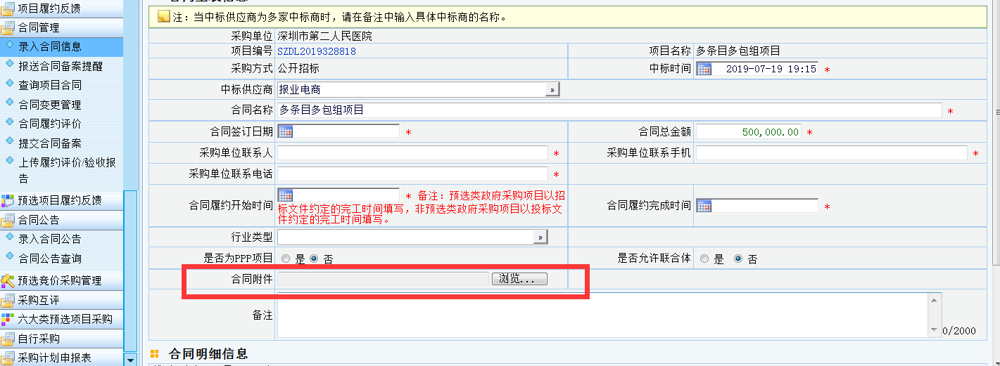 项目履约反馈
合同管理
录入合同信息
报送合同备案提醒
查询项目合同
合同变更管理
合同履约评价
提交合同备案
上传履约评价/验收报
告
预选项目履约反馈
合同公告
录入合同公告
合同公告查询
预选竞价采购管理
采购互评
六大类预选项目采购
自行采购
采购计划申报表
注：当中标供应商为多家中标商时，请在备注中输入具体中标商的名称。
采购单位 深圳市第二人民医院
项目编号 SZDL2019328818 项目名称 多条目多包组项目
采购方式 公开招标 中标时间 2019-07-19 19:15 *
中标供应商 报业电商 »
合同名称 多条目多包组项目 *
合同签订日期 * 合同总金额 500,000.00 *
采购单位联系人 * 采购单位联系手机 *
采购单位联系电话 *
合同履约开始时间 * 备注：预选类政府采购项目以招
标文件约定的完工时间填写，非预选类政府采购项目以投标文
件约定的完工时间填写。
合同履约完成时间 *
行业类型 »
是否为PPP项目 是 否 是否允许联合体 是 否
合同附件 浏览...
备注 0/2000
合同明细信息